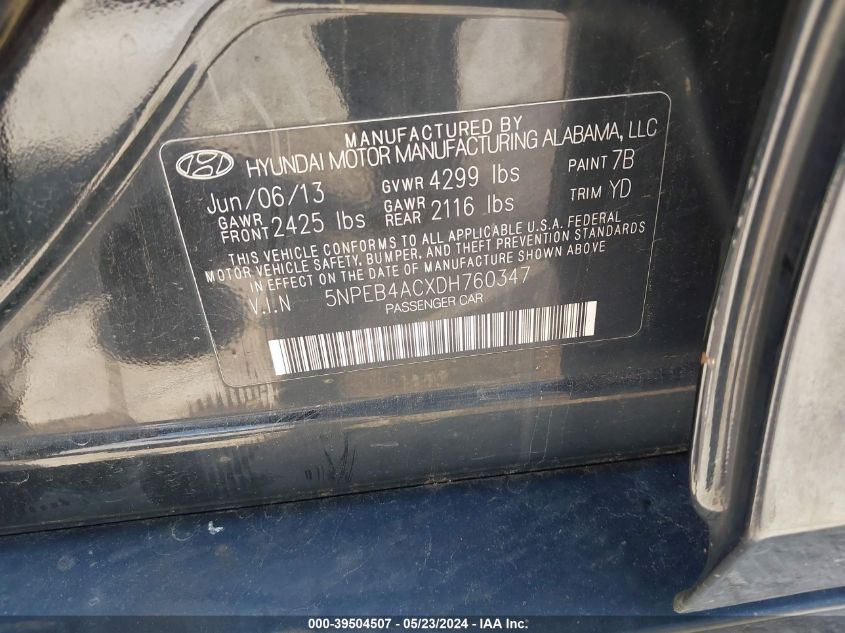 MANUFACTURED BY
HYUNDAI MOTOR MANUFACTURING ALABAMA, LLC
Jun/06/13 GVWR 4299 lbs PAINT 7B
GAWR FRONT 2425 lbs GAWR REAR 2116 lbs TRIM YD
THIS VEHICLE CONFORMS TO ALL APPLICABLE U.S.A. FEDERAL
MOTOR VEHICLE SAFETY, BUMPER, AND THEFT PREVENTION STANDARDS
IN EFFECT ON THE DATE OF MANUFACTURE SHOWN ABOVE
V.I.N 5NPEB4ACXDH760347
PASSENGER CAR
000-39504507 - 05/23/2024 - IAA Inc.